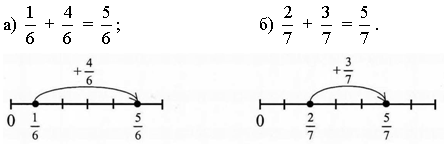 а) 1/6 + 4/6 = 5/6; б) 2/7 + 3/7 = 5/7.
+4/6 +3/7
0 1/6 5/6 0 2/7 5/7